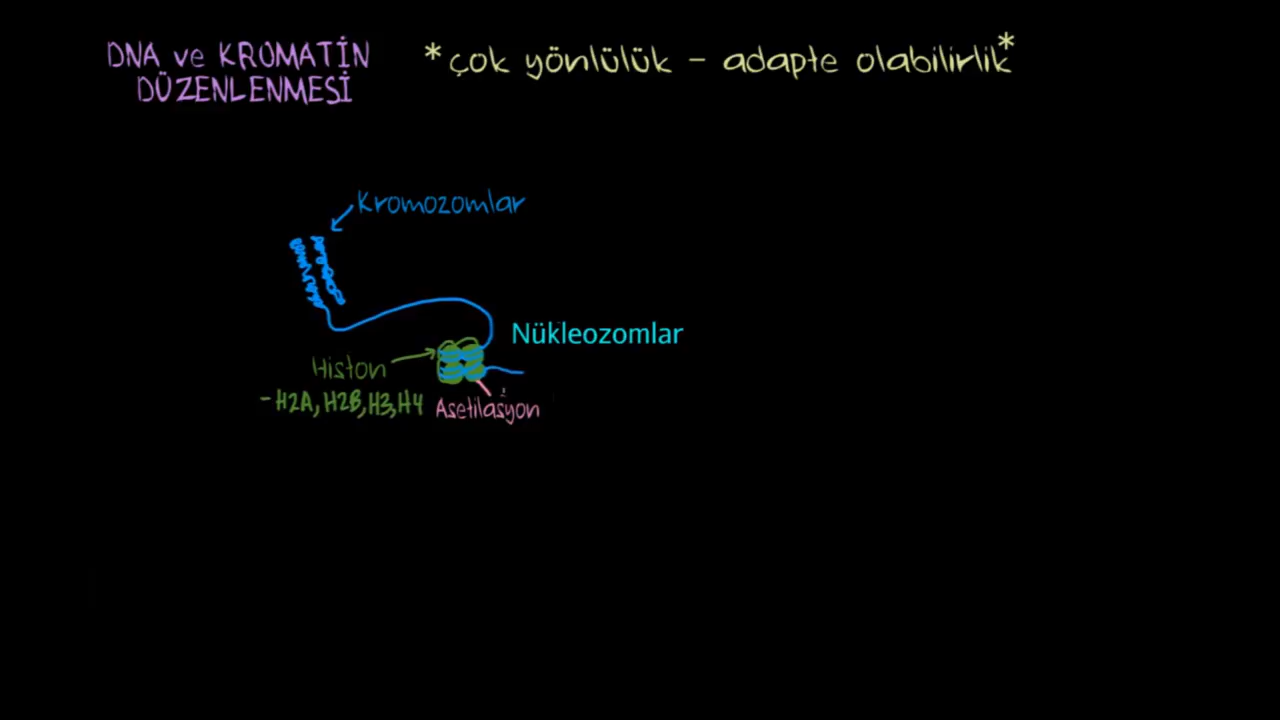 DNA ve KROMATİN
DÜZENLENMESİ
*çok yönlülük - adapte olabilirlik*
Kromozomlar
Nükleozomlar
Histon
-H2A, H2B, H3, H4
Asetilasyon